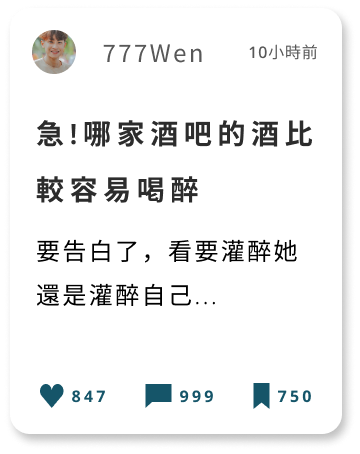 777Wen 10小時前
急!哪家酒吧的酒比
較容易喝醉
要告白了，看要灌醉她
還是灌醉自己...
847 999 750